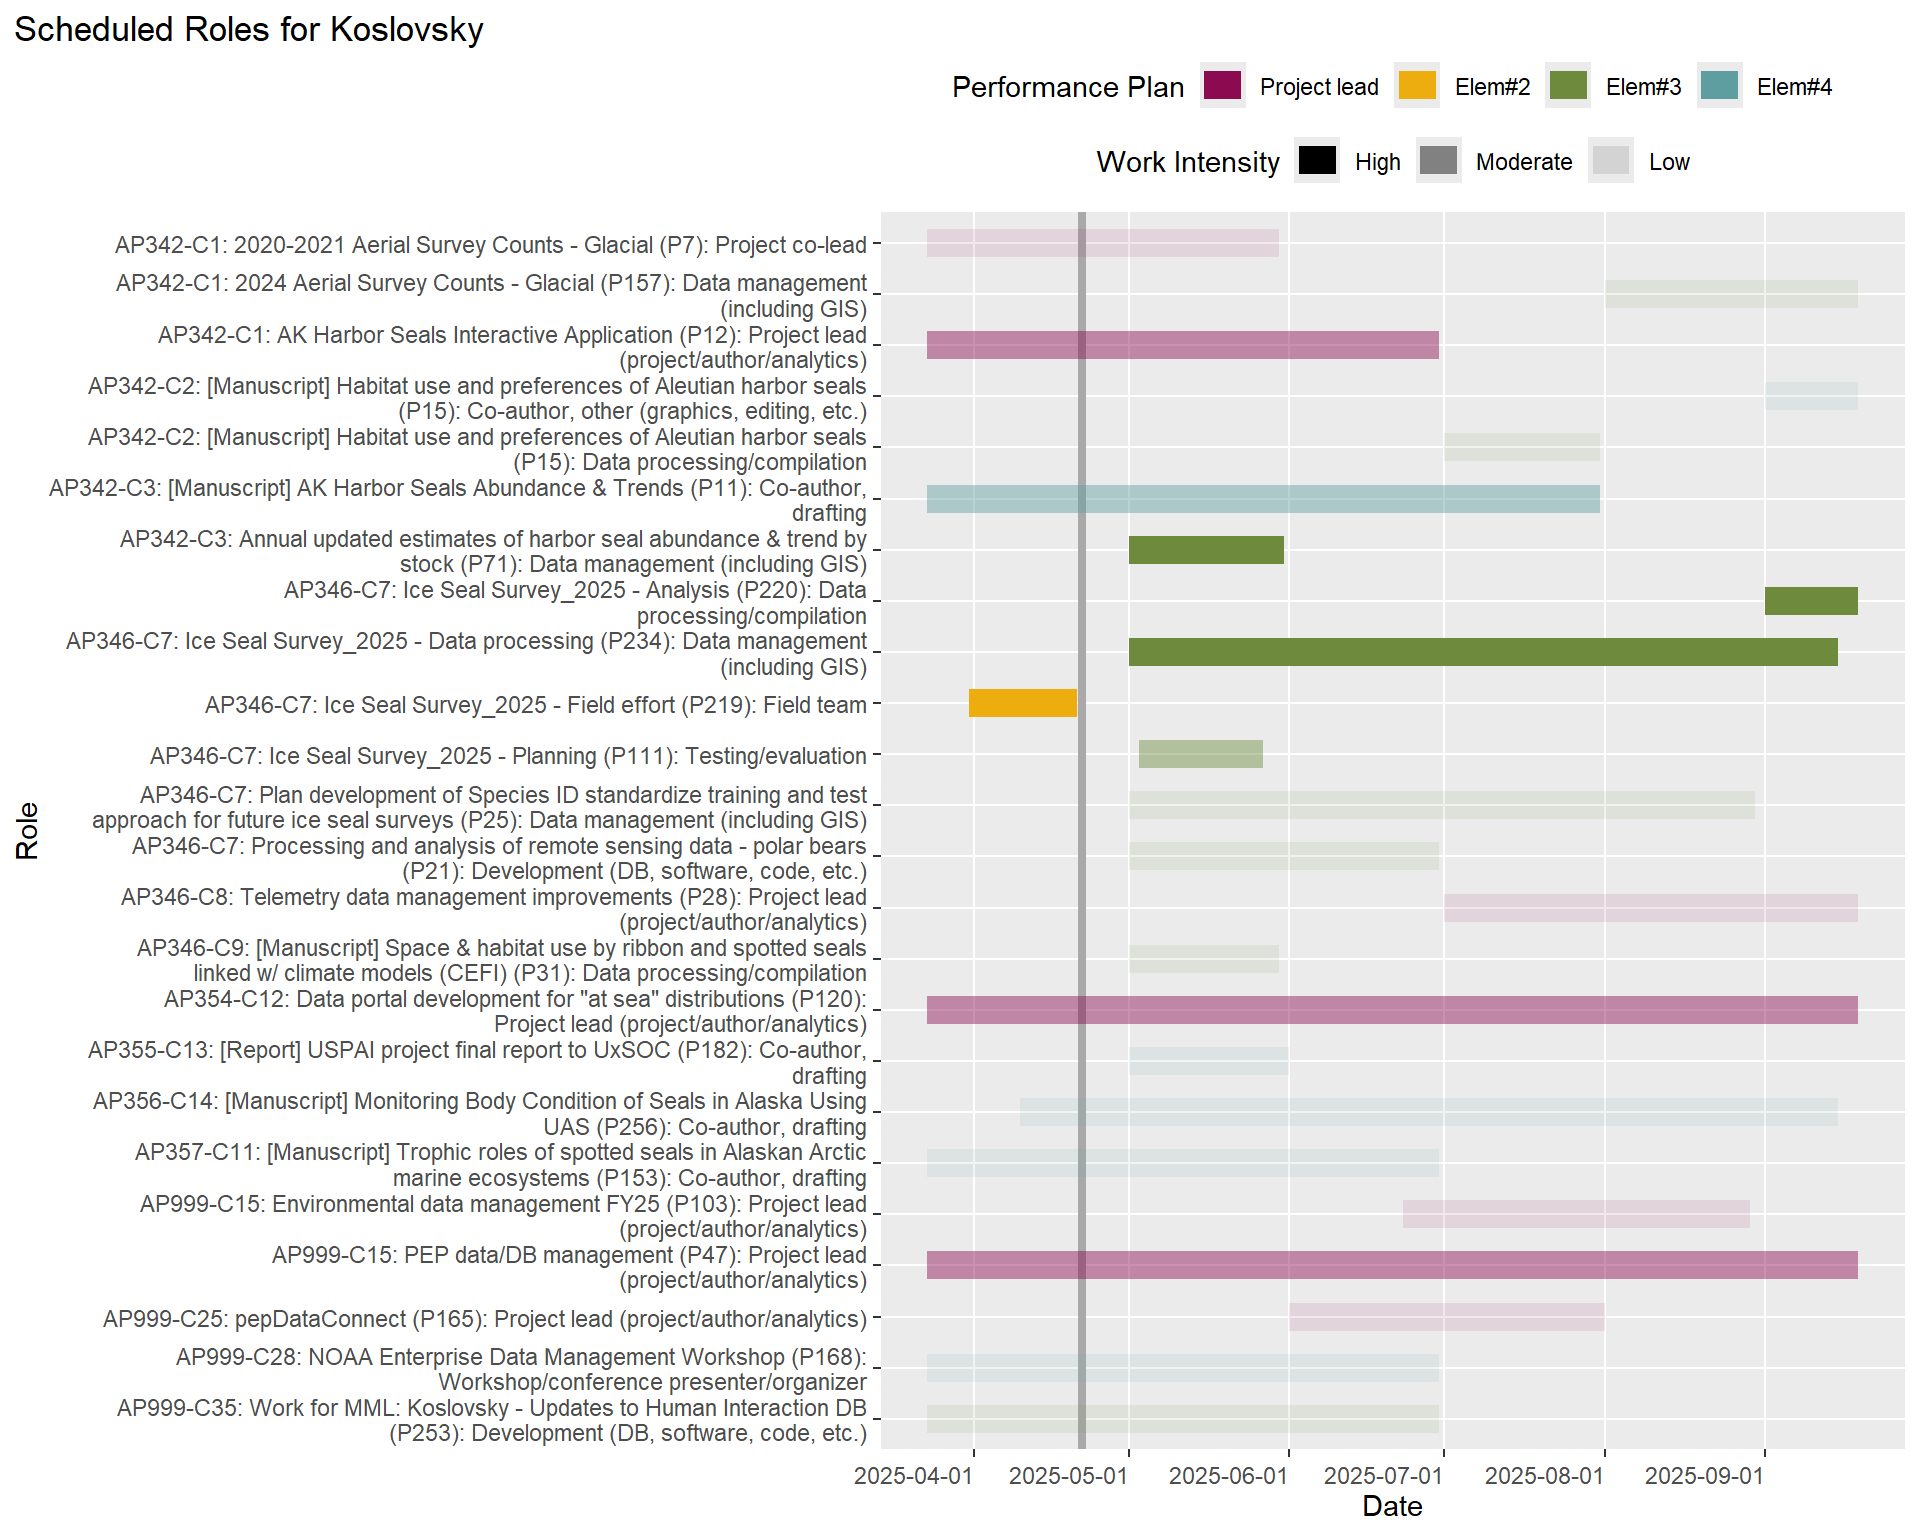 Scheduled Roles for Koslovsky
Performance Plan Project lead Elem#2 Elem#3 Elem#4
Work Intensity High Moderate Low
AP342-C1: 2020-2021 Aerial Survey Counts - Glacial (P7): Project co-lead
AP342-C1: 2024 Aerial Survey Counts - Glacial (P157): Data management
(including GIS)
AP342-C1: AK Harbor Seals Interactive Application (P12): Project lead
(project/author/analytics)
AP342-C2: [Manuscript] Habitat use and preferences of Aleutian harbor seals
(P15): Co-author, other (graphics, editing, etc.)
AP342-C2: [Manuscript] Habitat use and preferences of Aleutian harbor seals
(P15): Data processing/compilation
AP342-C3: [Manuscript] AK Harbor Seals Abundance & Trends (P11): Co-author,
drafting
AP342-C3: Annual updated estimates of harbor seal abundance & trend by
stock (P71): Data management (including GIS)
AP346-C7: Ice Seal Survey_2025 - Analysis (P220): Data
processing/compilation
AP346-C7: Ice Seal Survey_2025 - Data processing (P234): Data management
(including GIS)
AP346-C7: Ice Seal Survey_2025 - Field effort (P219): Field team
AP346-C7: Ice Seal Survey_2025 - Planning (P111): Testing/evaluation
AP346-C7: Plan development of Species ID standardize training and test
approach for future ice seal surveys (P25): Data management (including GIS)
AP346-C7: Processing and analysis of remote sensing data - polar bears
(P21): Development (DB, software, code, etc.)
AP346-C8: Telemetry data management improvements (P28): Project lead
(project/author/analytics)
AP346-C9: [Manuscript] Space & habitat use by ribbon and spotted seals
linked w/ climate models (CEFI) (P31): Data processing/compilation
AP354-C12: Data portal development for "at sea" distributions (P120):
Project lead (project/author/analytics)
AP355-C13: [Report] USPAI project final report to UxSOC (P182): Co-author,
drafting
AP356-C14: [Manuscript] Monitoring Body Condition of Seals in Alaska Using
UAS (P256): Co-author, drafting
AP357-C11: [Manuscript] Trophic roles of spotted seals in Alaskan Arctic
marine ecosystems (P153): Co-author, drafting
AP999-C15: Environmental data management FY25 (P103): Project lead
(project/author/analytics)
AP999-C15: PEP data/DB management (P47): Project lead
(project/author/analytics)
AP999-C25: pepDataConnect (P165): Project lead (project/author/analytics)
AP999-C28: NOAA Enterprise Data Management Workshop (P168):
Workshop/conference presenter/organizer
AP999-C35: Work for MML: Koslovsky - Updates to Human Interaction DB
(P253): Development (DB, software, code, etc.)
Role
2025-04-01 2025-05-01 2025-06-01 2025-07-01 2025-08-01 2025-09-01
Date